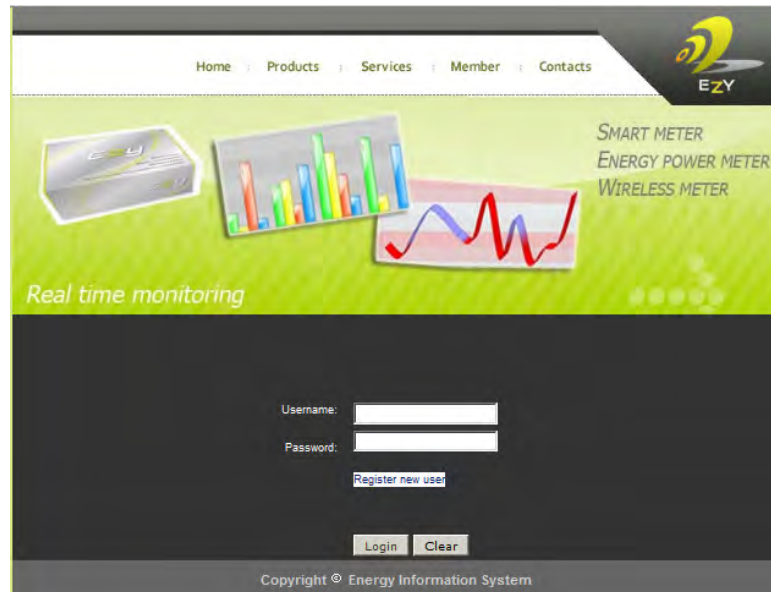 Home : Products : Services : Member : Contacts
EZY
SMART METER
ENERGY POWER METER
WIRELESS METER
EZY
Real time monitoring
Username:
Password:
Register new user
Login Clear
Copyright © Energy Information System